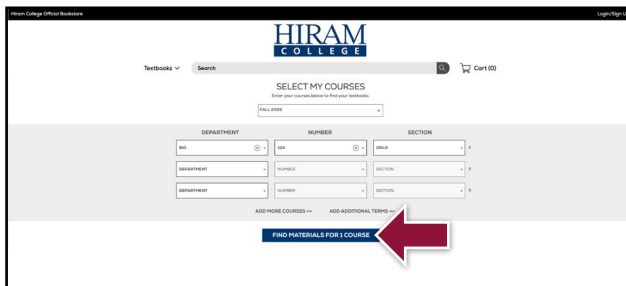 Hiram College Official Bookstore
Login/Sign U
HIRAM
COLLEGE
Textbooks
Search
Cart (0)
SELECT MY COURSES
Enter your courses below to find your textbooks.
FALL 2025
DEPARTMENT NUMBER SECTION
BIO ONLN X
DEPARTMENT NUMBER SECTION X
DEPARTMENT NUMBER SECTION X
ADD MORE COURSES ADD ADDITIONAL TERMS
FIND MATERIALS FOR 1 COURSE